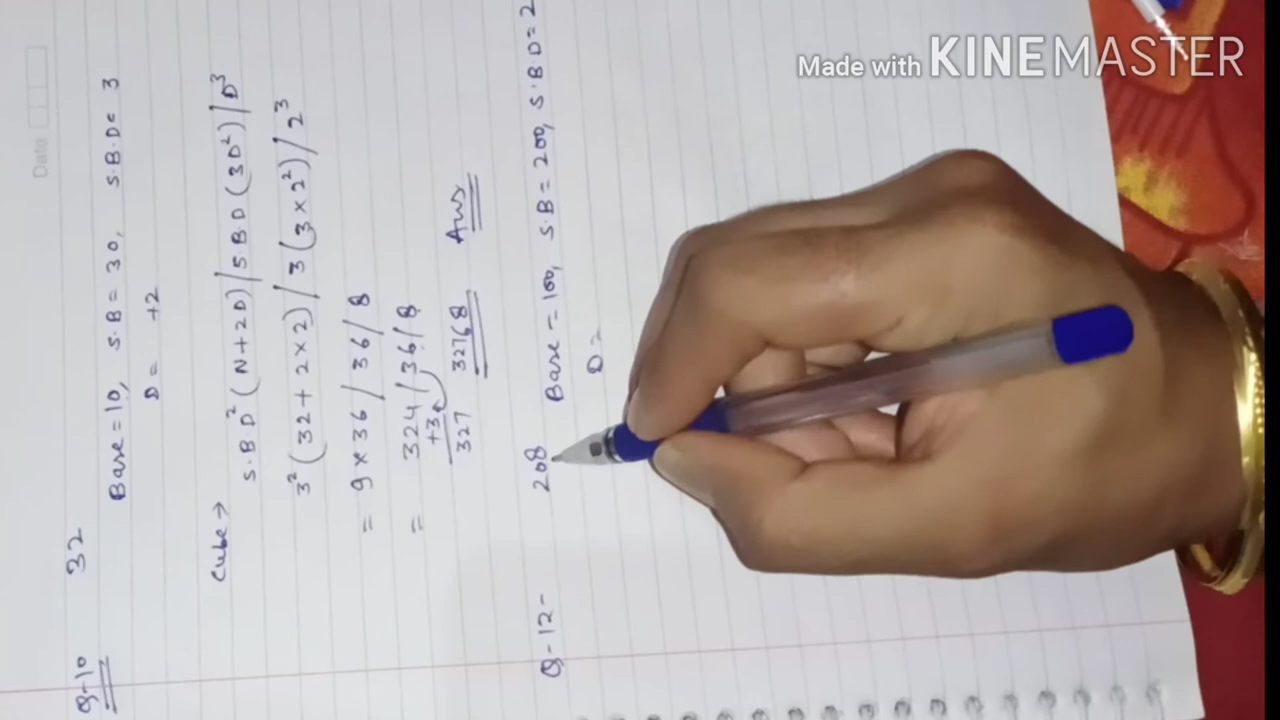 Made with KINEMASTER
Date
Q-10 32
Base = 10, S.B = 30, S.B.D = 3
D = +2
Cube →
S.B D² (N+2D) / S.B.D (3D²) / D³
3² (32 + 2×2) / 3 (3×2²) / 2³
= 9 × 36 / 36 / 8
= 324 / 36 / 8
+3
327 32768 Ans
Q-12- 208 Base = 100, S.B = 200, S.B.D = 2
D =